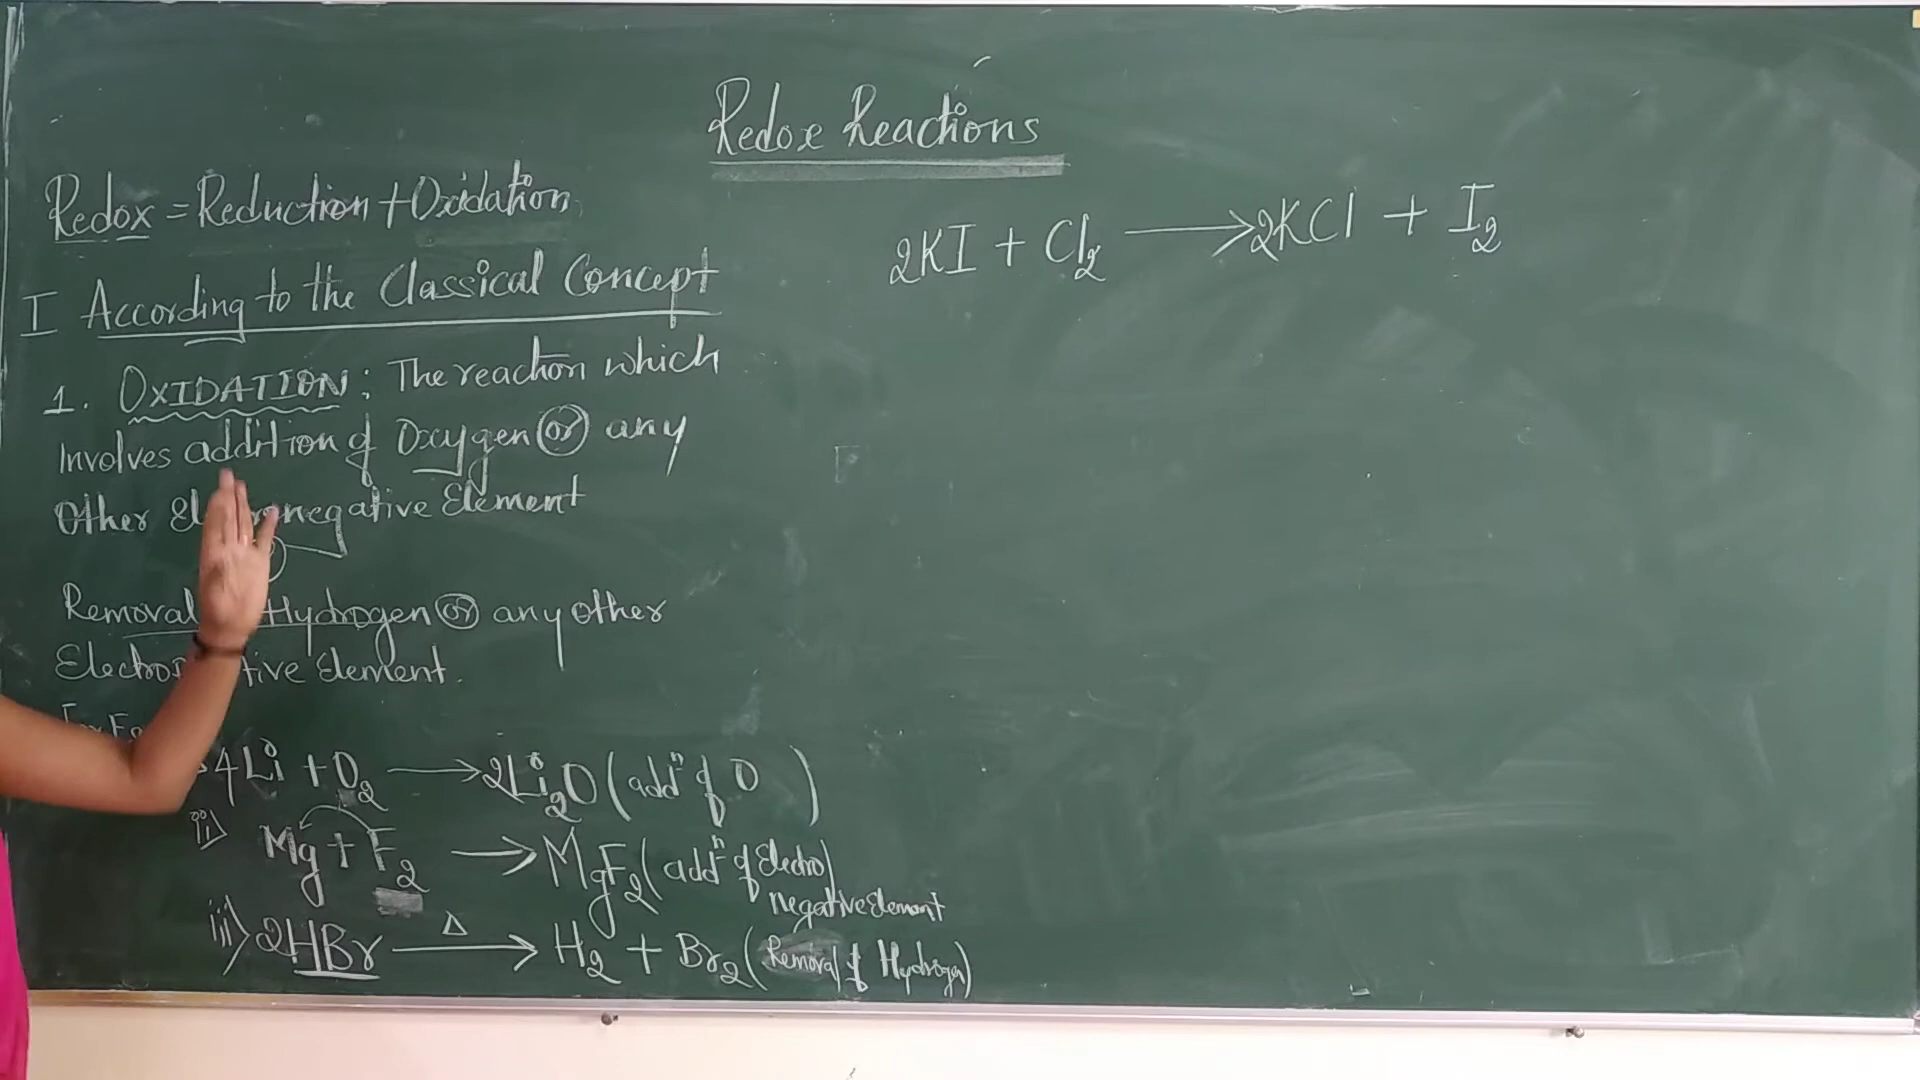 Redox Reactions
Redox = Reduction + Oxidation
I According to the Classical Concept
1. OXIDATION : The reaction which
Involves addition of Oxygen (or) any
Other Electronegative Element
Removal Hydrogen (or) any other
Element.
4Li + O₂ ⟶ 2Li₂O (addⁿ of O )
ii) Mg + F₂ ⟶ MgF₂ (addⁿ of Electro)
negative Element
iii) 2HBr —Δ⟶ H₂ + Br₂ (Removal of Hydrogen)
2KI + Cl₂ ⟶ 2KCl + I₂